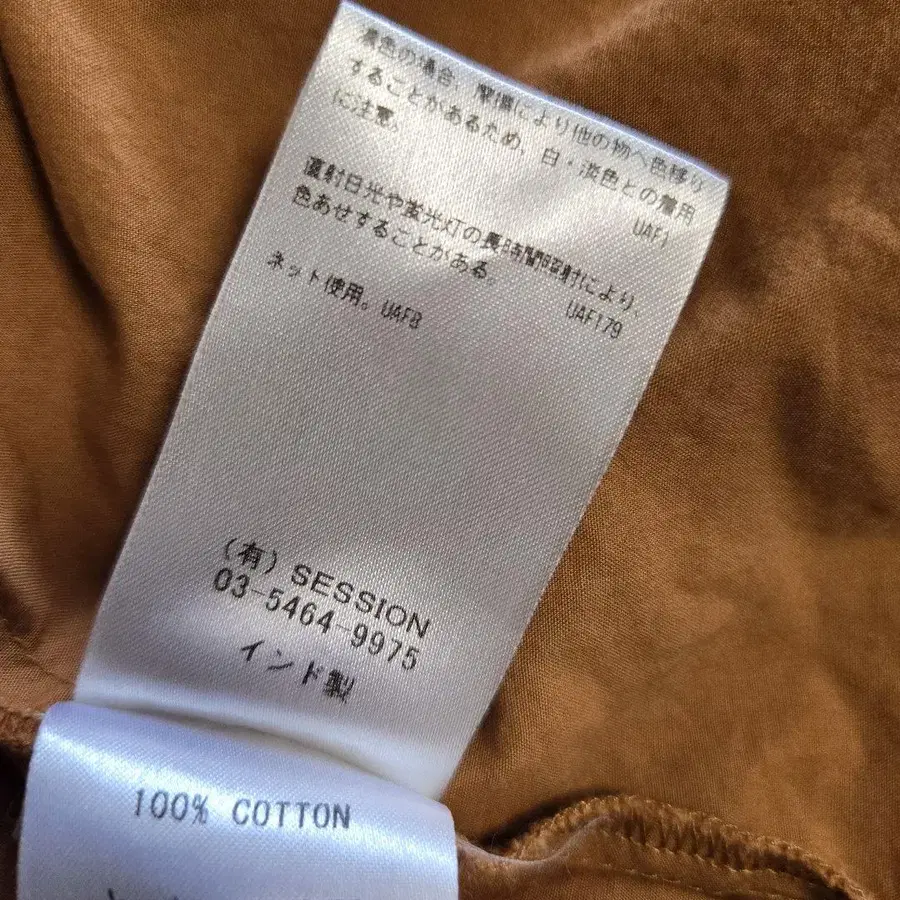 濃色の場合、摩擦により他の物へ色移り
することがあるため、白・淡色との着用
に注意。
UAF1
直射日光や蛍光灯の長時間照射により、
色あせすることがある。
UAF179
ネット使用。UAF8
(有) SESSION
03-5464-9975
インド製
100% COTTON